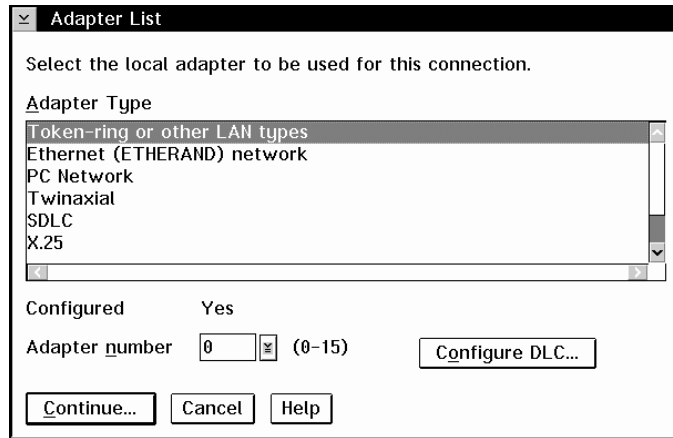 Adapter List
Select the local adapter to be used for this connection.
Adapter Type
Token-ring or other LAN types
Ethernet (ETHERAND) network
PC Network
Twinaxial
SDLC
X.25
Configured Yes
Adapter number 0 (0-15) Configure DLC...
Continue... Cancel Help